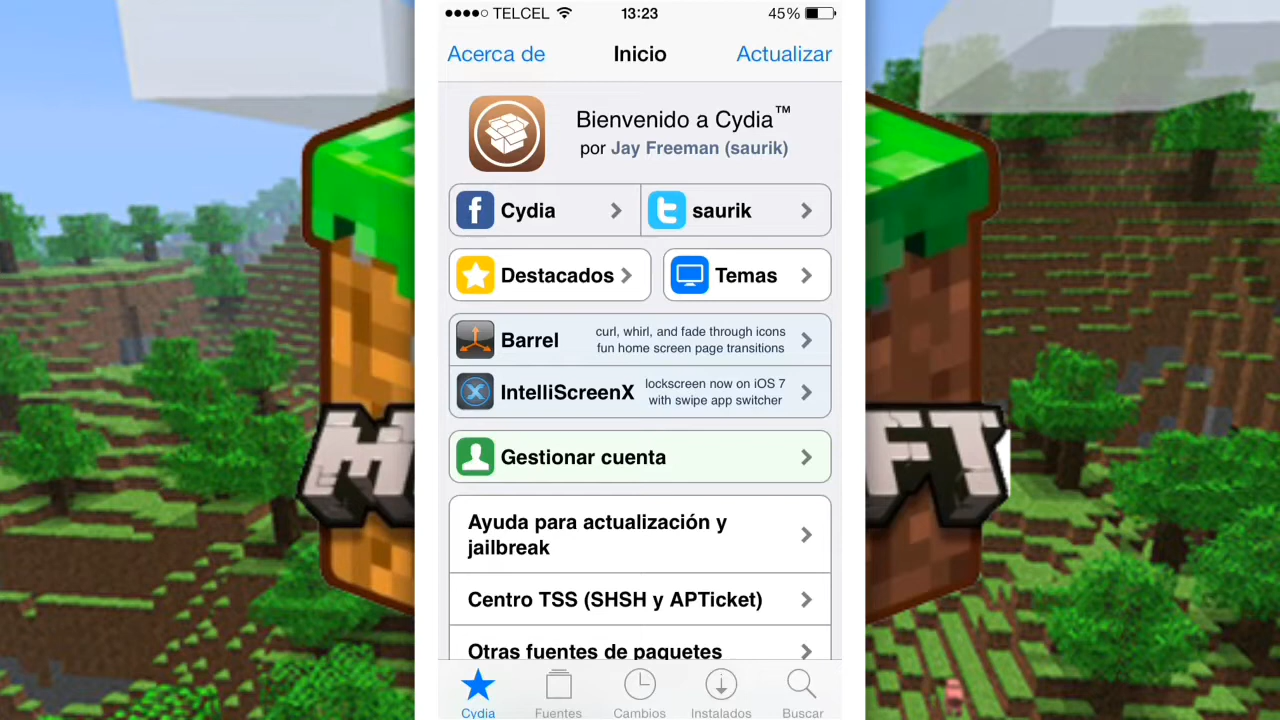 TELCEL 13:23 45%
Acerca de Inicio Actualizar
Bienvenido a Cydia™
por Jay Freeman (saurik)
Cydia saurik
Destacados Temas
Barrel curl, whirl, and fade through icons
fun home screen page transitions
IntelliScreenX lockscreen now on iOS 7
with swipe app switcher
Gestionar cuenta
Ayuda para actualización y
jailbreak
Centro TSS (SHSH y APTicket)
Otras fuentes de paquetes
Cydia Fuentes Cambios Instalados Buscar